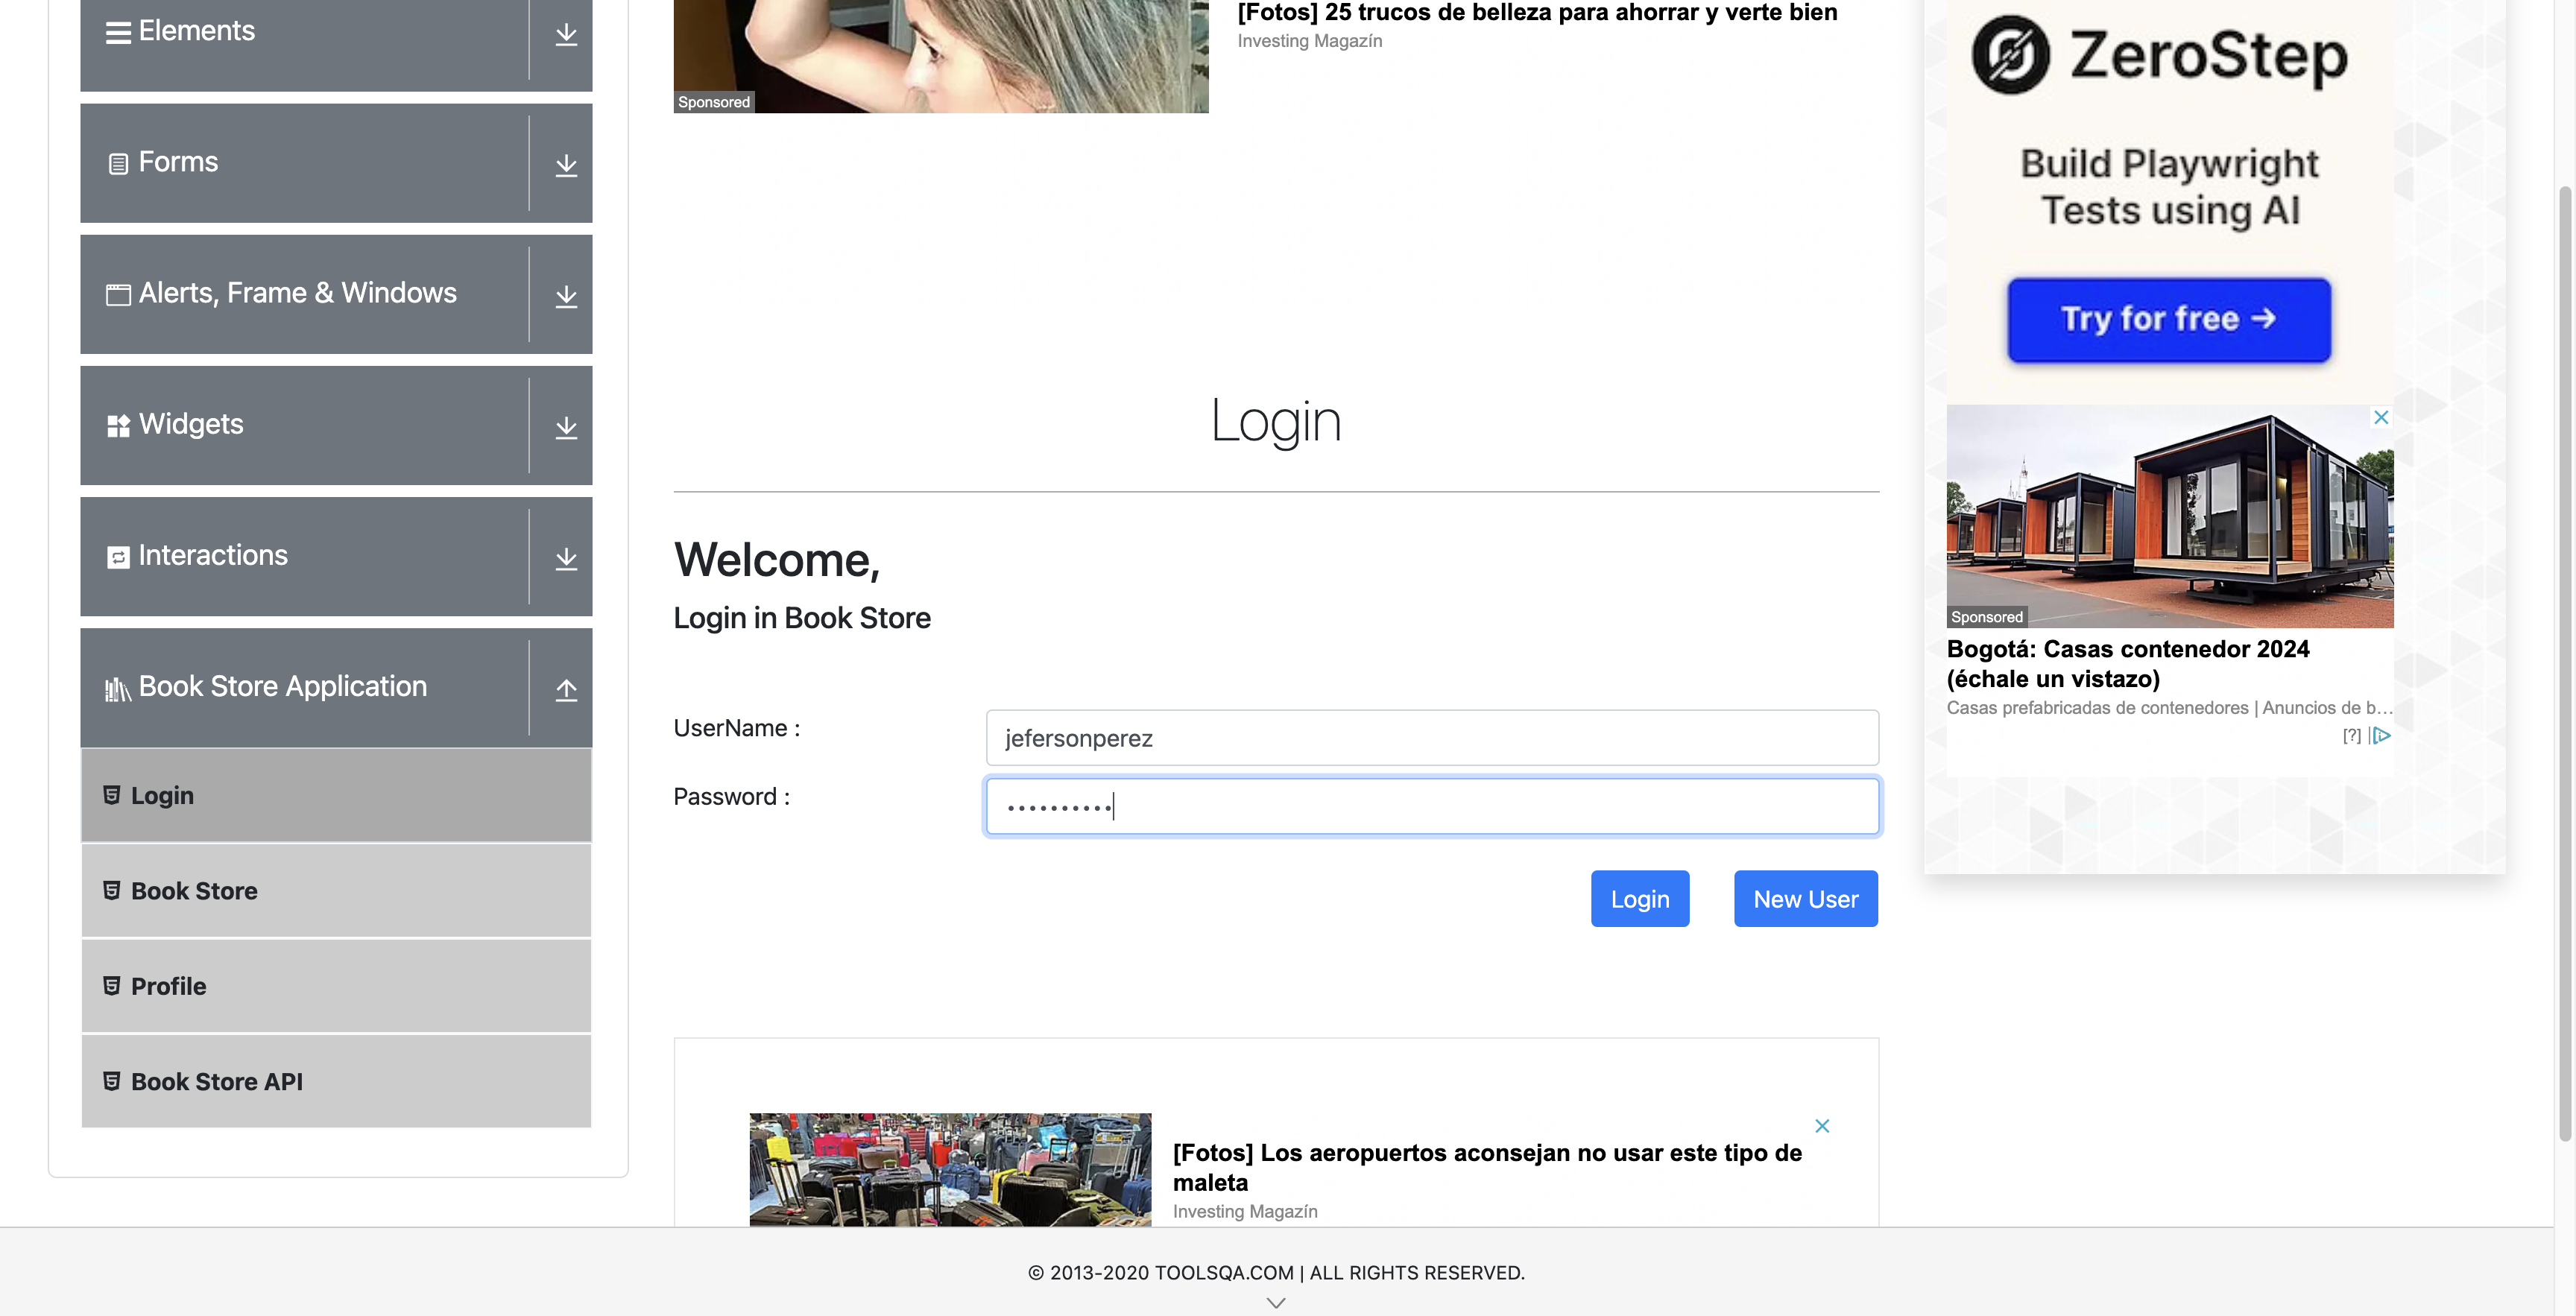 Elements
Forms
Alerts, Frame & Windows
Widgets
Interactions
Book Store Application
Login
Book Store
Profile
Book Store API
[Fotos] 25 trucos de belleza para ahorrar y verte bien
Investing Magazín
Sponsored
Login
Welcome,
Login in Book Store
UserName :
jefersonperez
Password :
Login
New User
[Fotos] Los aeropuertos aconsejan no usar este tipo de
maleta
Investing Magazín
ZeroStep
Build Playwright
Tests using AI
Try for free →
Sponsored
Bogotá: Casas contenedor 2024
(échale un vistazo)
Casas prefabricadas de contenedores | Anuncios de b…
[?]
© 2013-2020 TOOLSQA.COM | ALL RIGHTS RESERVED.